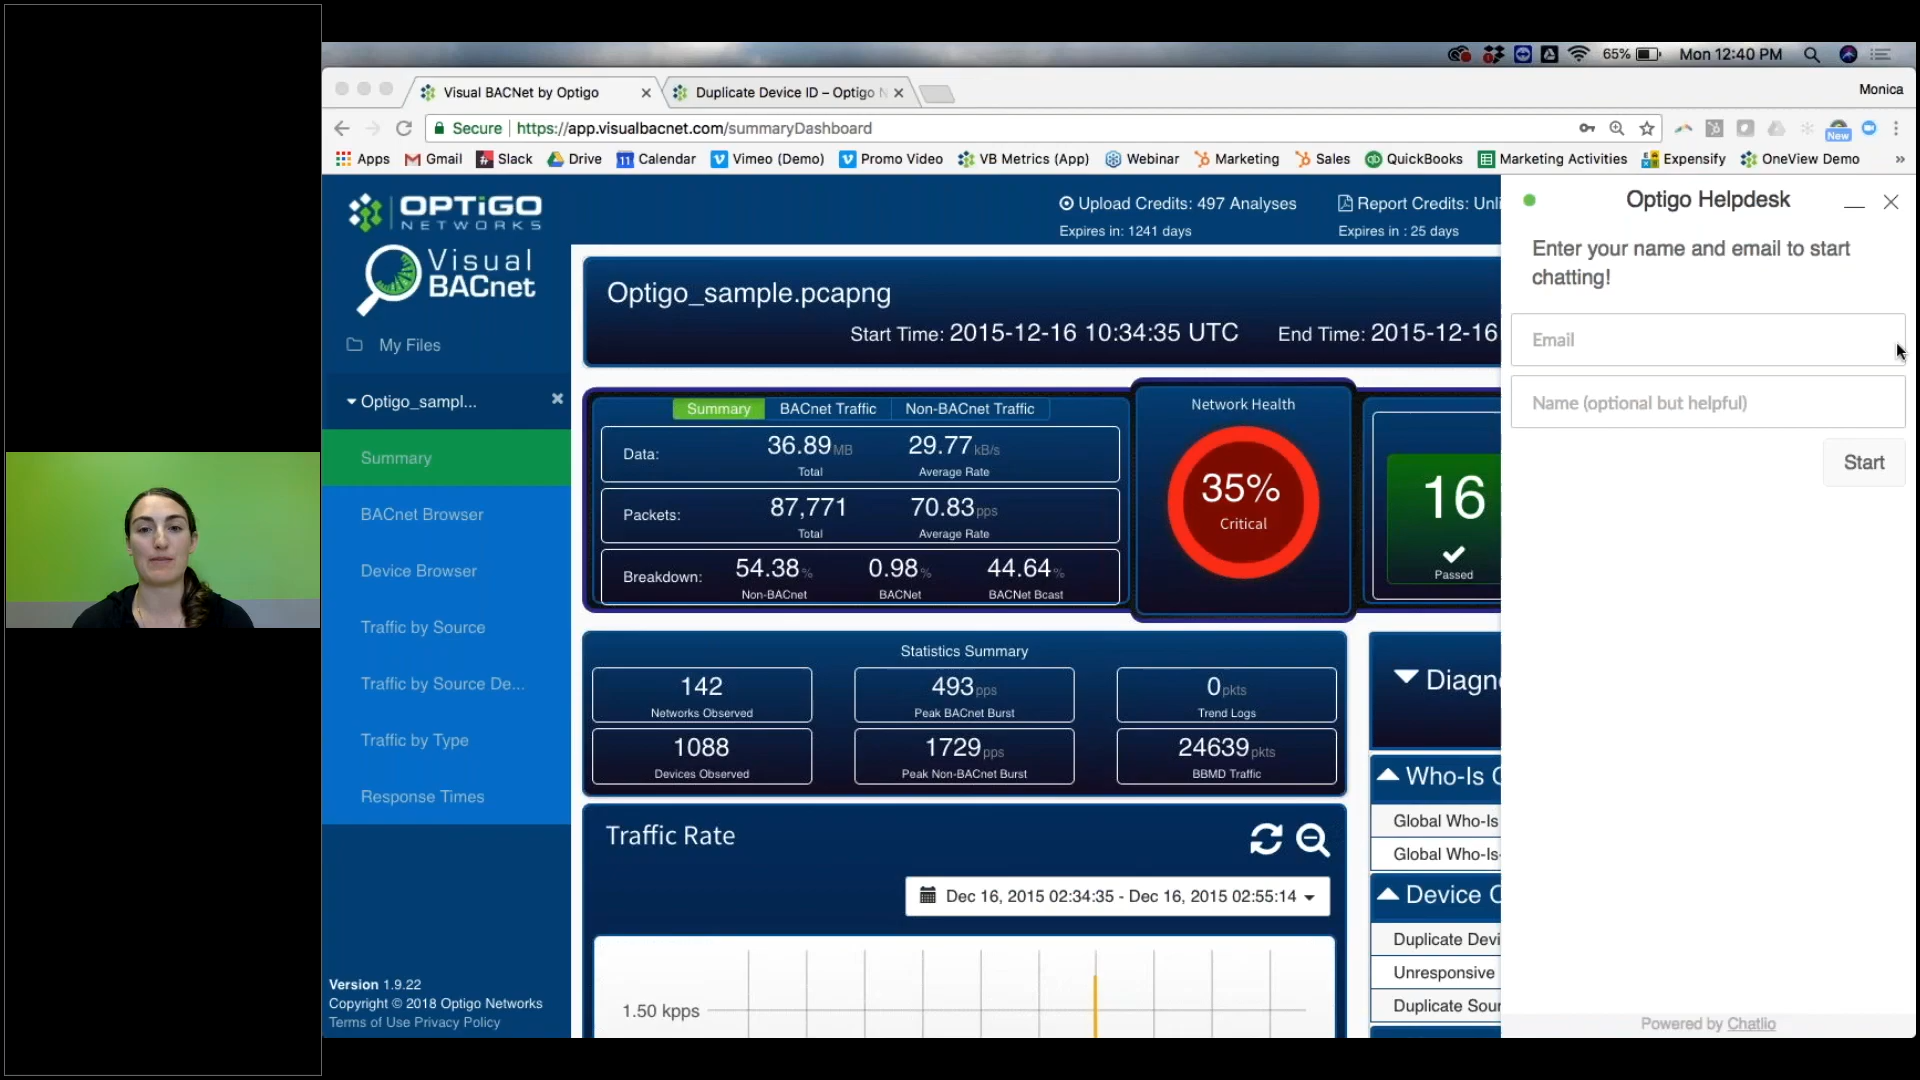 65% Mon 12:40 PM
Visual BACNet by Optigo
Duplicate Device ID – Optigo N
Monica
Secure https://app.visualbacnet.com/summaryDashboard
New
Apps Gmail Slack Drive 11 Calendar Vimeo (Demo) Promo Video VB Metrics (App) Webinar Marketing Sales QuickBooks Marketing Activities Expensify OneView Demo »
OPTiGO
NETWORKS
Visual
BACnet
Upload Credits: 497 Analyses
Expires in: 1241 days
Report Credits: Unli
Expires in : 25 days
My Files
Optigo_sampl...
Summary
BACnet Browser
Device Browser
Traffic by Source
Traffic by Source De...
Traffic by Type
Response Times
Version 1.9.22
Copyright © 2018 Optigo Networks
Terms of Use Privacy Policy
Optigo_sample.pcapng
Start Time: 2015-12-16 10:34:35 UTC End Time: 2015-12-16
Summary BACnet Traffic Non-BACnet Traffic
Data: 36.89 MB 29.77 kB/s
Total Average Rate
Packets: 87,771 70.83 pps
Total Average Rate
Breakdown: 54.38% 0.98% 44.64%
Non-BACnet BACNet BACNet Bcast
Network Health
35%
Critical
16
Passed
Statistics Summary
142
Networks Observed
493 pps
Peak BACnet Burst
0 pkts
Trend Logs
1088
Devices Observed
1729 pps
Peak Non-BACnet Burst
24639 pkts
BBMD Traffic
Traffic Rate
Dec 16, 2015 02:34:35 - Dec 16, 2015 02:55:14
1.50 kpps
Diagn
Who-Is C
Global Who-Is
Global Who-Is-
Device C
Duplicate Devi
Unresponsive
Duplicate Sour
Optigo Helpdesk
Enter your name and email to start
chatting!
Email
Name (optional but helpful)
Start
Powered by Chatlio